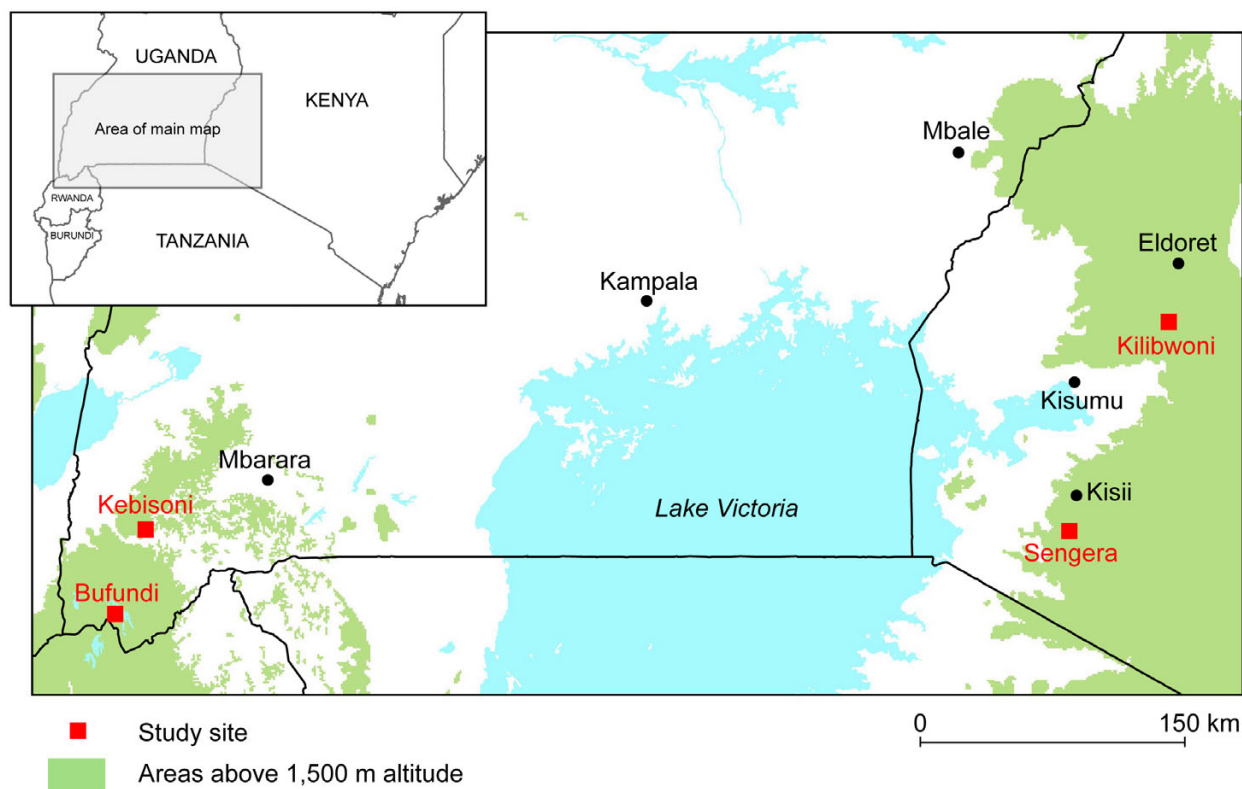 UGANDA
KENYA
Area of main map
RWANDA
BURUNDI
TANZANIA
Mbale
Eldoret
Kampala
Kilibwoni
Kisumu
Mbarara
Kebisoni
Lake Victoria
Kisii
Sengera
Bufundi
Study site
Areas above 1,500 m altitude
0 150 km